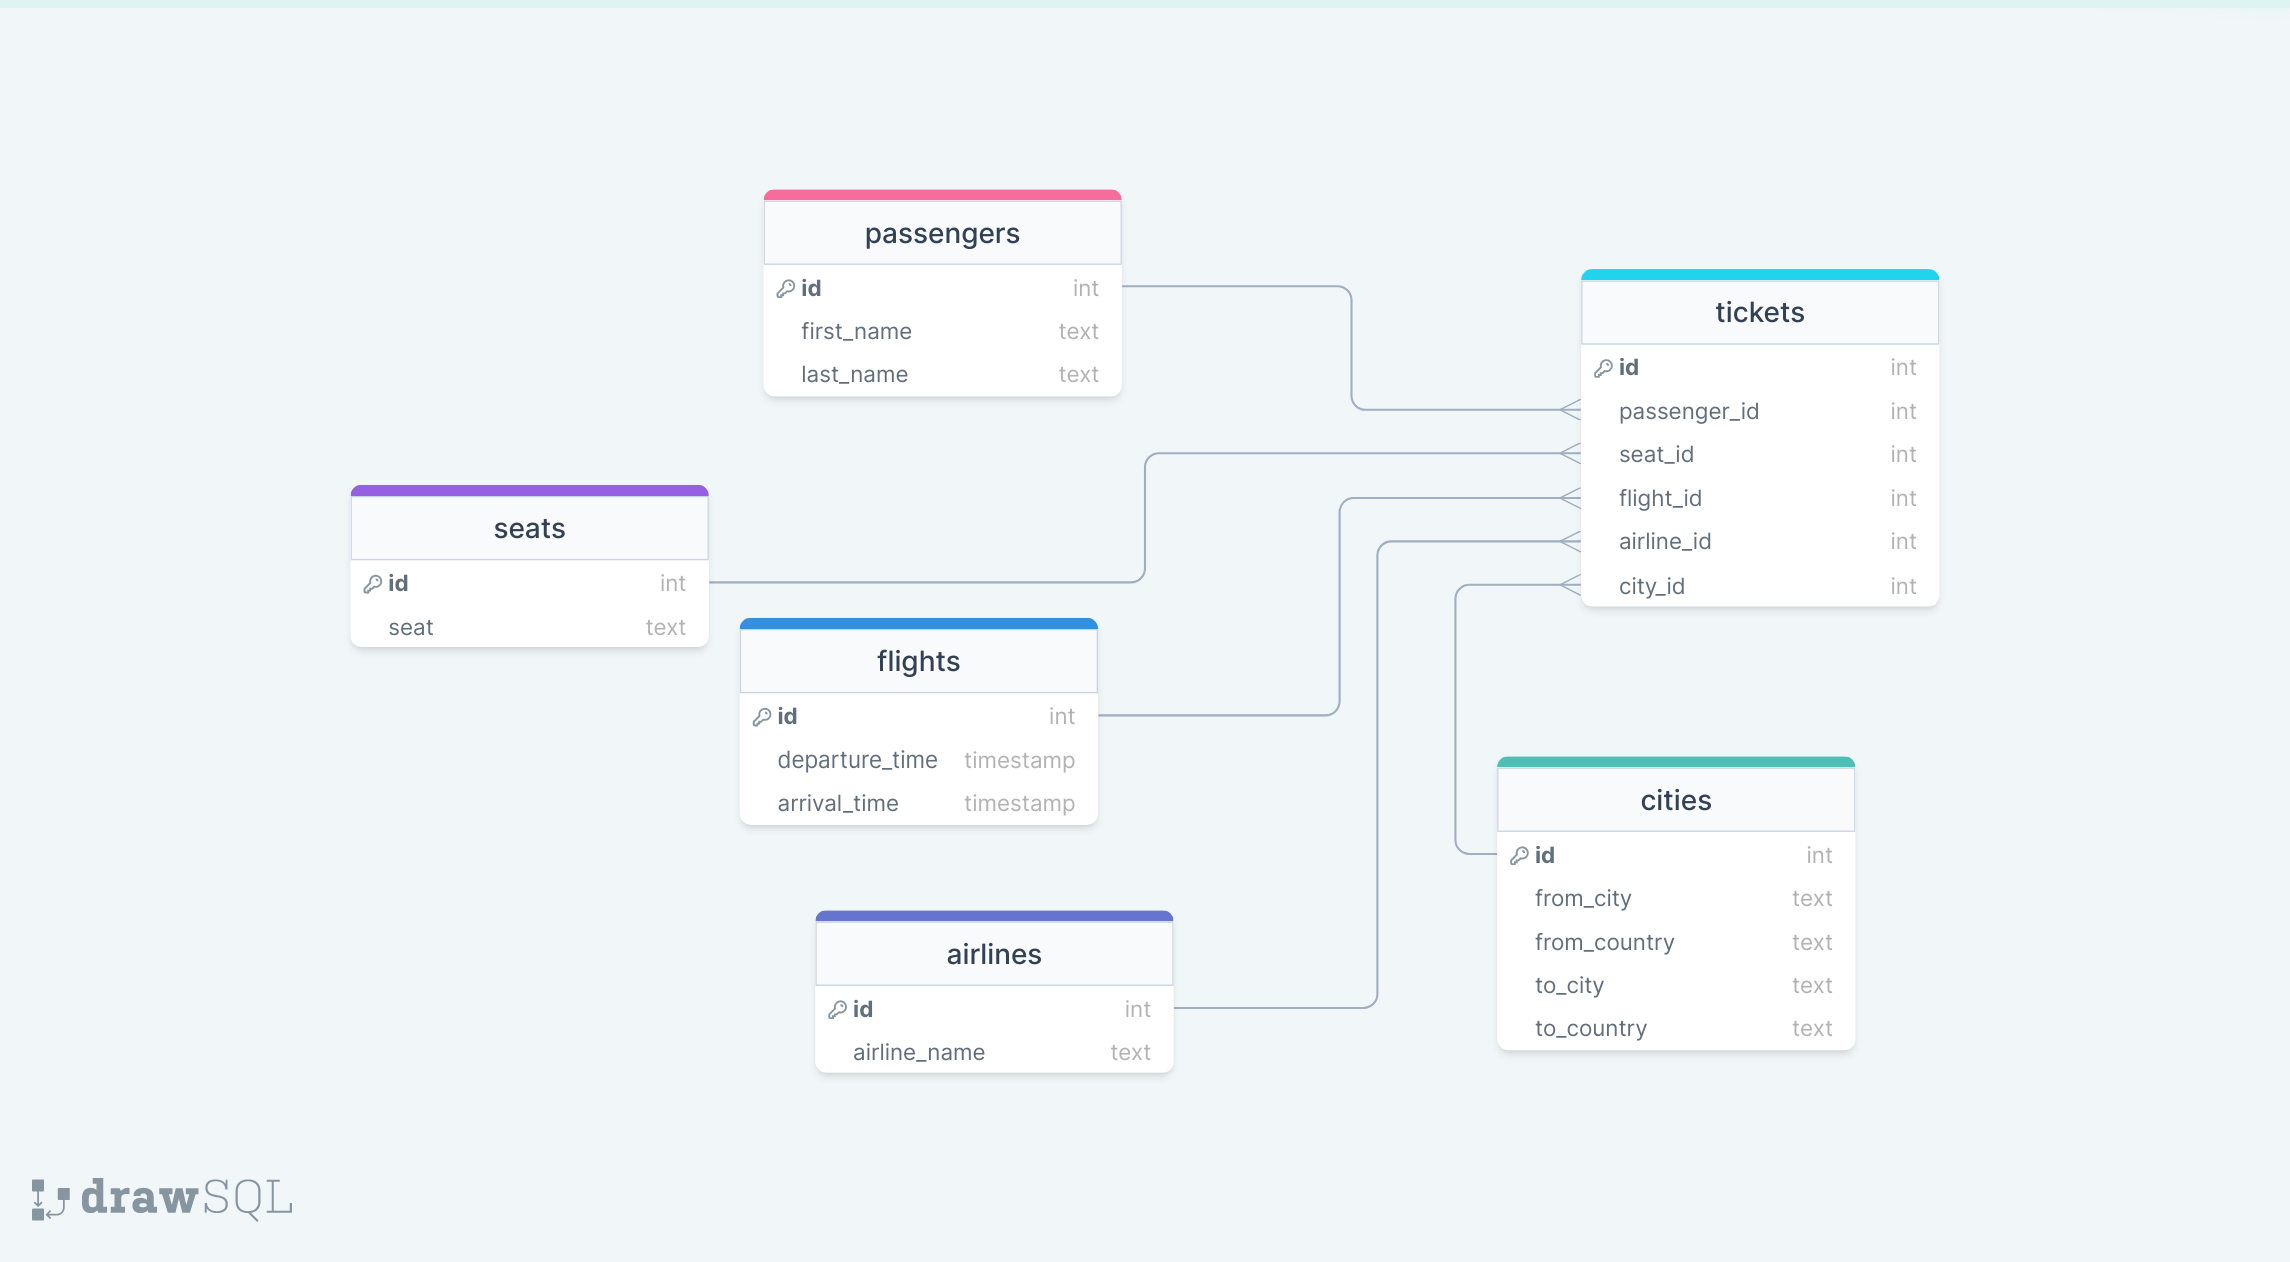 passengers
id int
first_name text
last_name text
tickets
id int
passenger_id int
seat_id int
flight_id int
airline_id int
city_id int
seats
id int
seat text
flights
id int
departure_time timestamp
arrival_time timestamp
cities
id int
from_city text
from_country text
to_city text
to_country text
airlines
id int
airline_name text
drawSQL